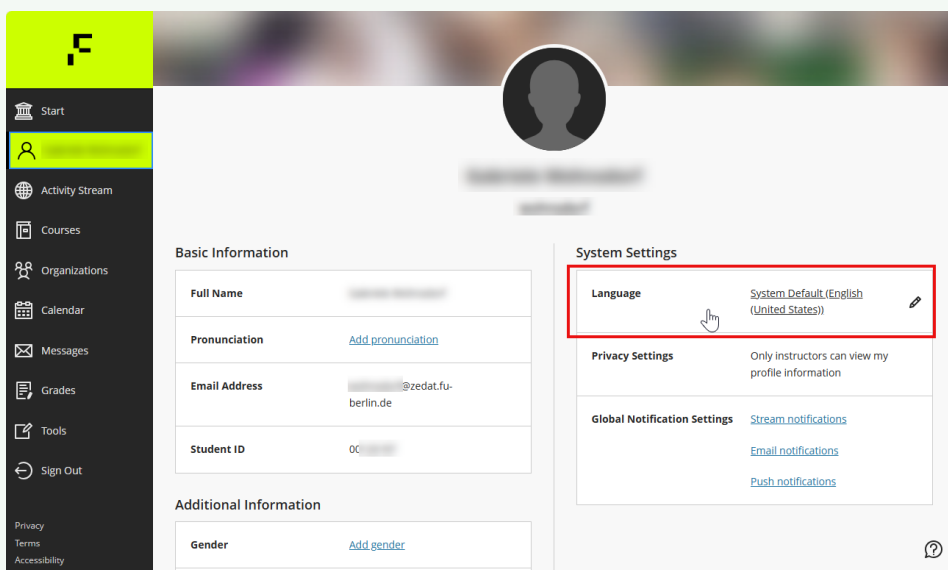 Start
Activity Stream
Courses
Organizations
Calendar
Messages
Grades
Tools
Sign Out
Privacy
Terms
Accessibility
Basic Information
Full Name
Pronunciation Add pronunciation
Email Address @zedat.fu-
berlin.de
Student ID 00
Additional Information
Gender Add gender
System Settings
Language System Default (English
(United States))
Privacy Settings Only instructors can view my
profile information
Global Notification Settings Stream notifications
Email notifications
Push notifications